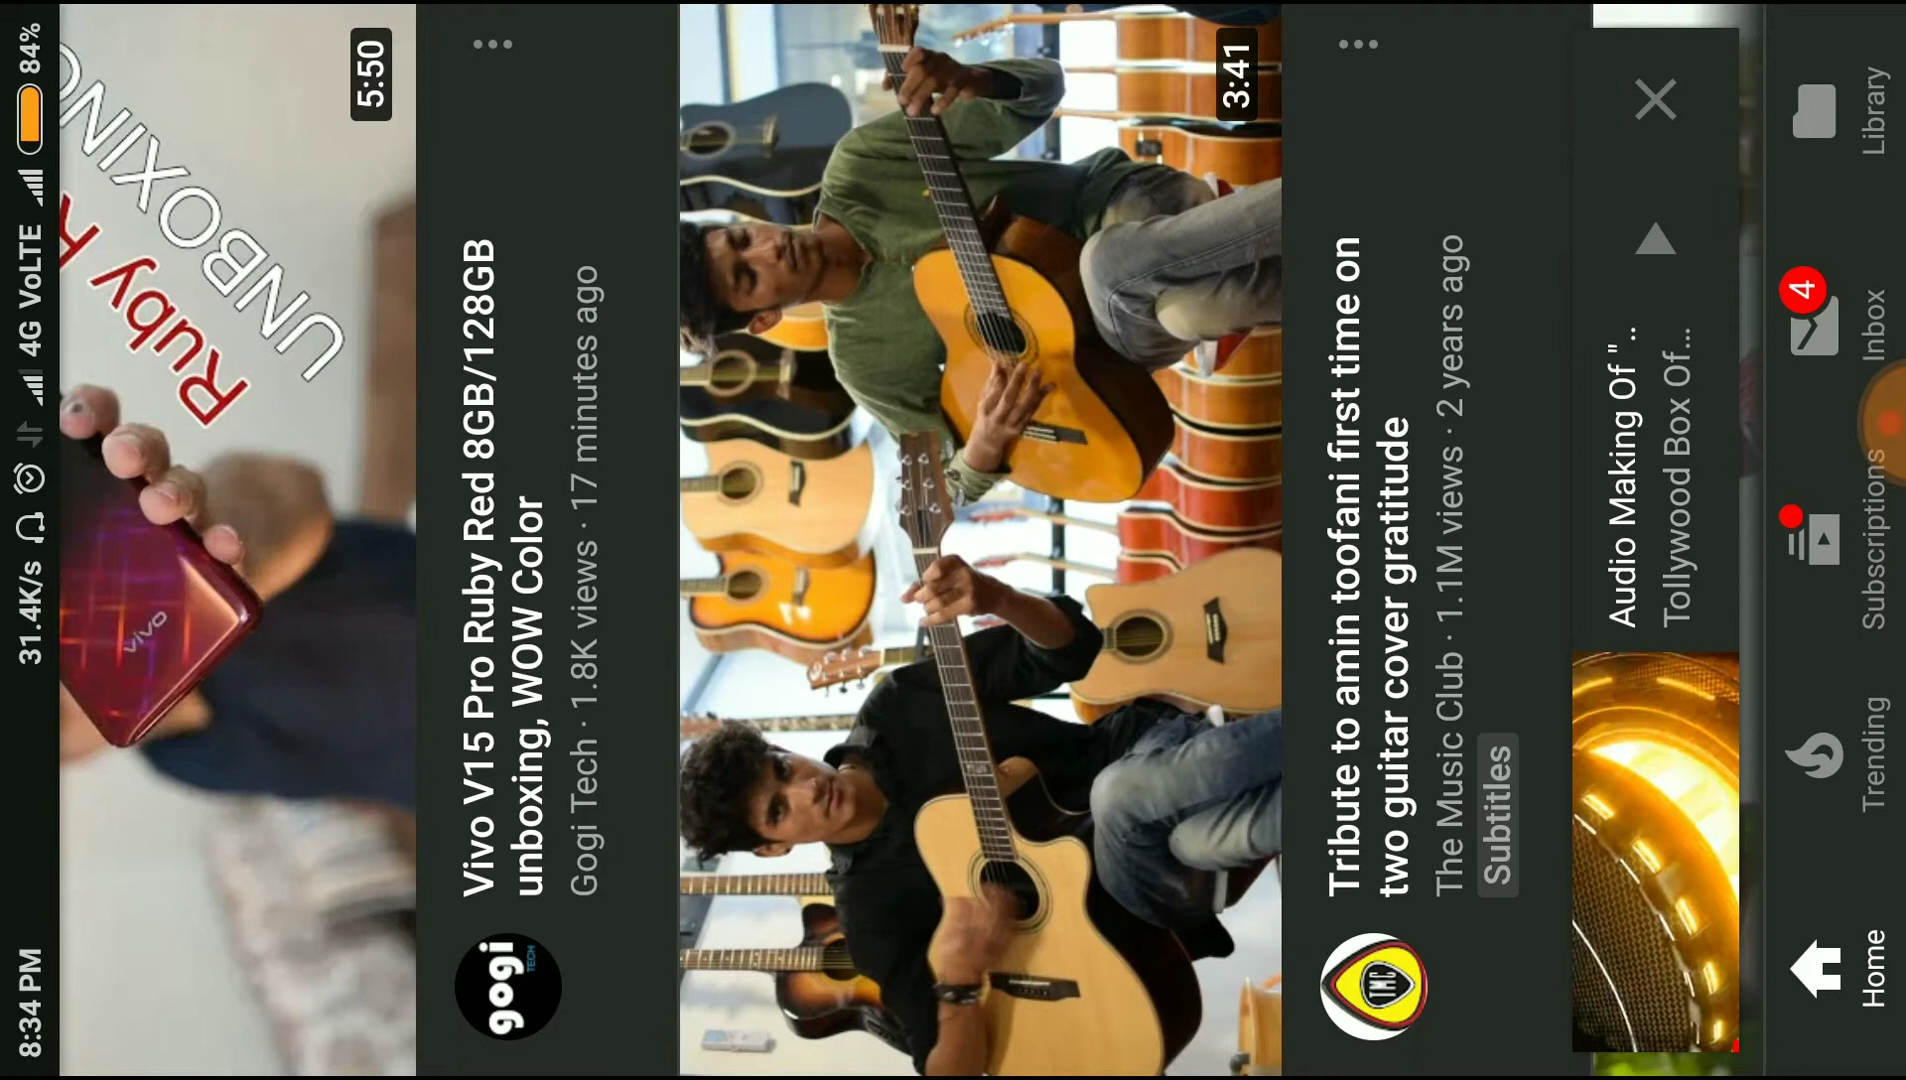 8:34 PM
31.4K/s
4G VoLTE
84%
vivo
Ruby R
UNBOXING
5:50
gogi
TECH
Vivo V15 Pro Ruby Red 8GB/128GB
unboxing, WOW Color
Gogi Tech · 1.8K views · 17 minutes ago
3:41
TMC
Tribute to amin toofani first time on
two guitar cover gratitude
The Music Club · 1.1M views · 2 years ago
Subtitles
Audio Making Of "..
Tollywood Box Of...
Home
Trending
Subscriptions
4
Inbox
Library